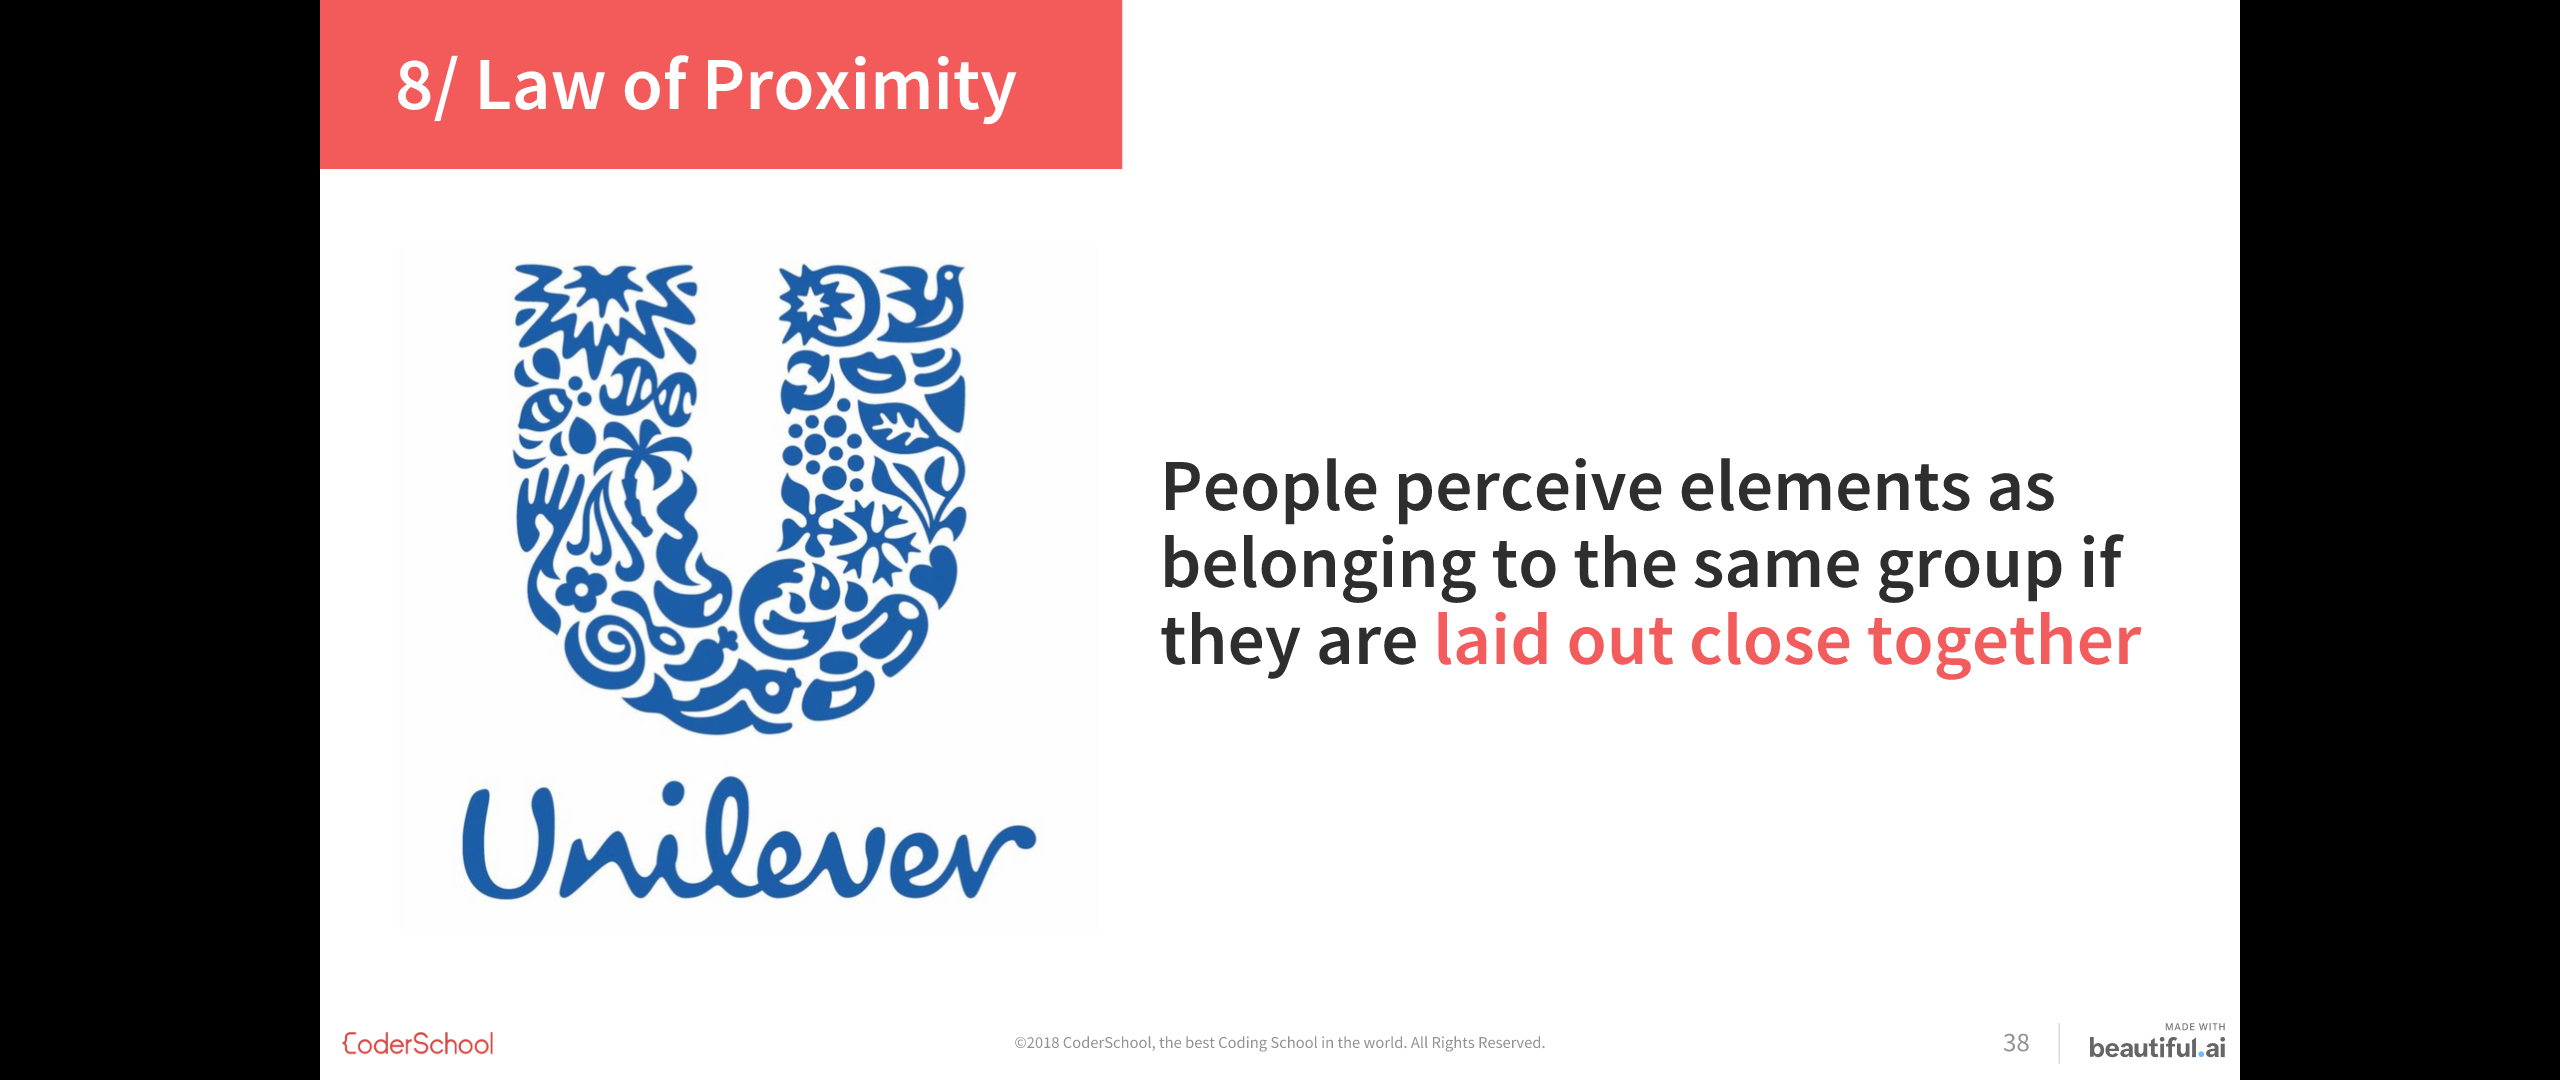 8/ Law of Proximity
U
Unilever
People perceive elements as
belonging to the same group if
they are laid out close together
CoderSchool
©2018 CoderSchool, the best Coding School in the world. All Rights Reserved.
38
MADE WITH
beautiful.ai